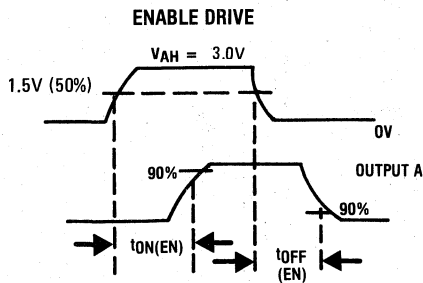 ENABLE DRIVE
VAH = 3.0V
1.5V (50%)
0V
OUTPUT A
90%
90%
tON(EN)
tOFF
(EN)